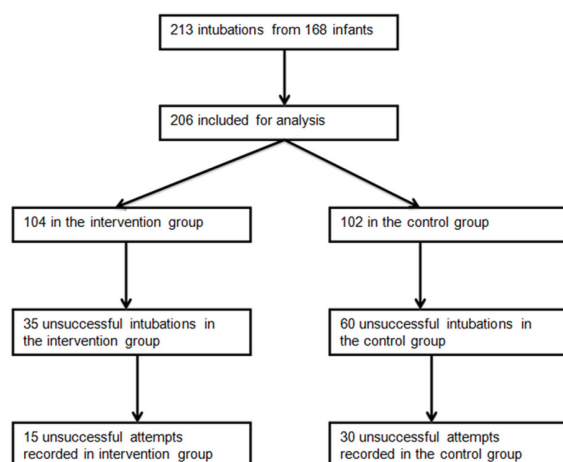 213 intubations from 168 infants
206 included for analysis
104 in the intervention group
102 in the control group
35 unsuccessful intubations in
the intervention group
60 unsuccessful intubations in
the control group
15 unsuccessful attempts
recorded in intervention group
30 unsuccessful attempts
recorded in the control group